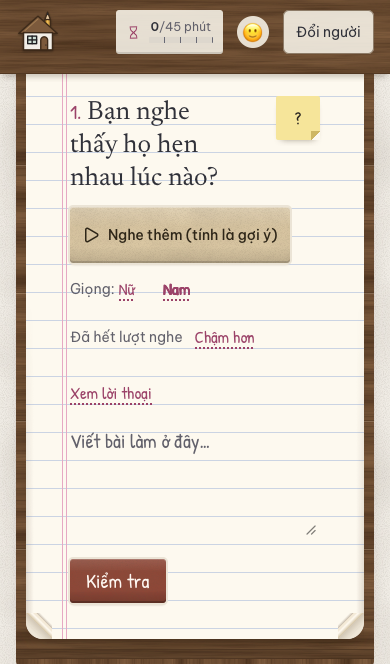 0/45 phút
Đổi người
1. Bạn nghe
thấy họ hẹn
nhau lúc nào?
?
Nghe thêm (tính là gợi ý)
Giọng: Nữ Nam
Đã hết lượt nghe Chậm hơn
Xem lời thoại
Viết bài làm ở đây...
Kiểm tra